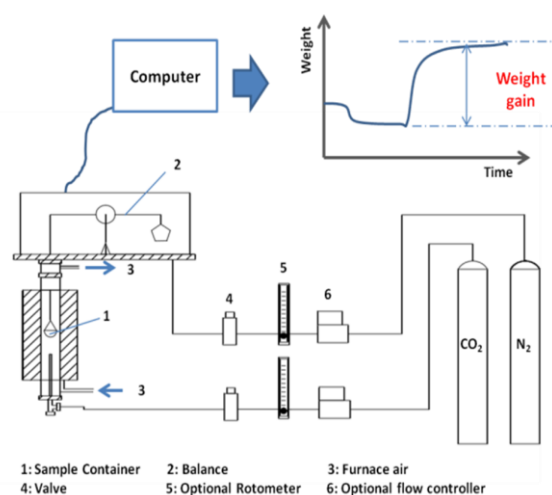 Computer
Weight
Weight
gain
Time
2
3
1
3
4
5
6
CO₂
N₂
1: Sample Container 2: Balance 3: Furnace air
4: Valve 5: Optional Rotometer 6: Optional flow controller